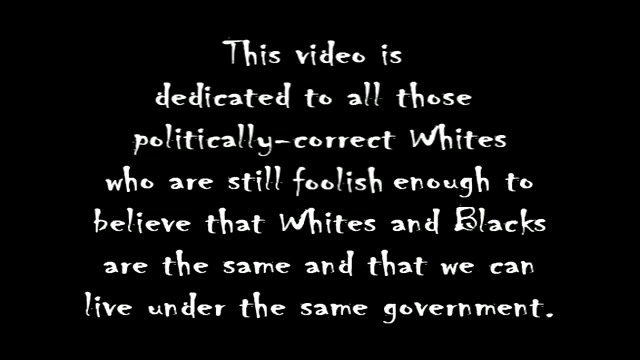 This video is
dedicated to all those
politically-correct Whites
who are still foolish enough to
believe that Whites and Blacks
are the same and that we can
live under the same government.